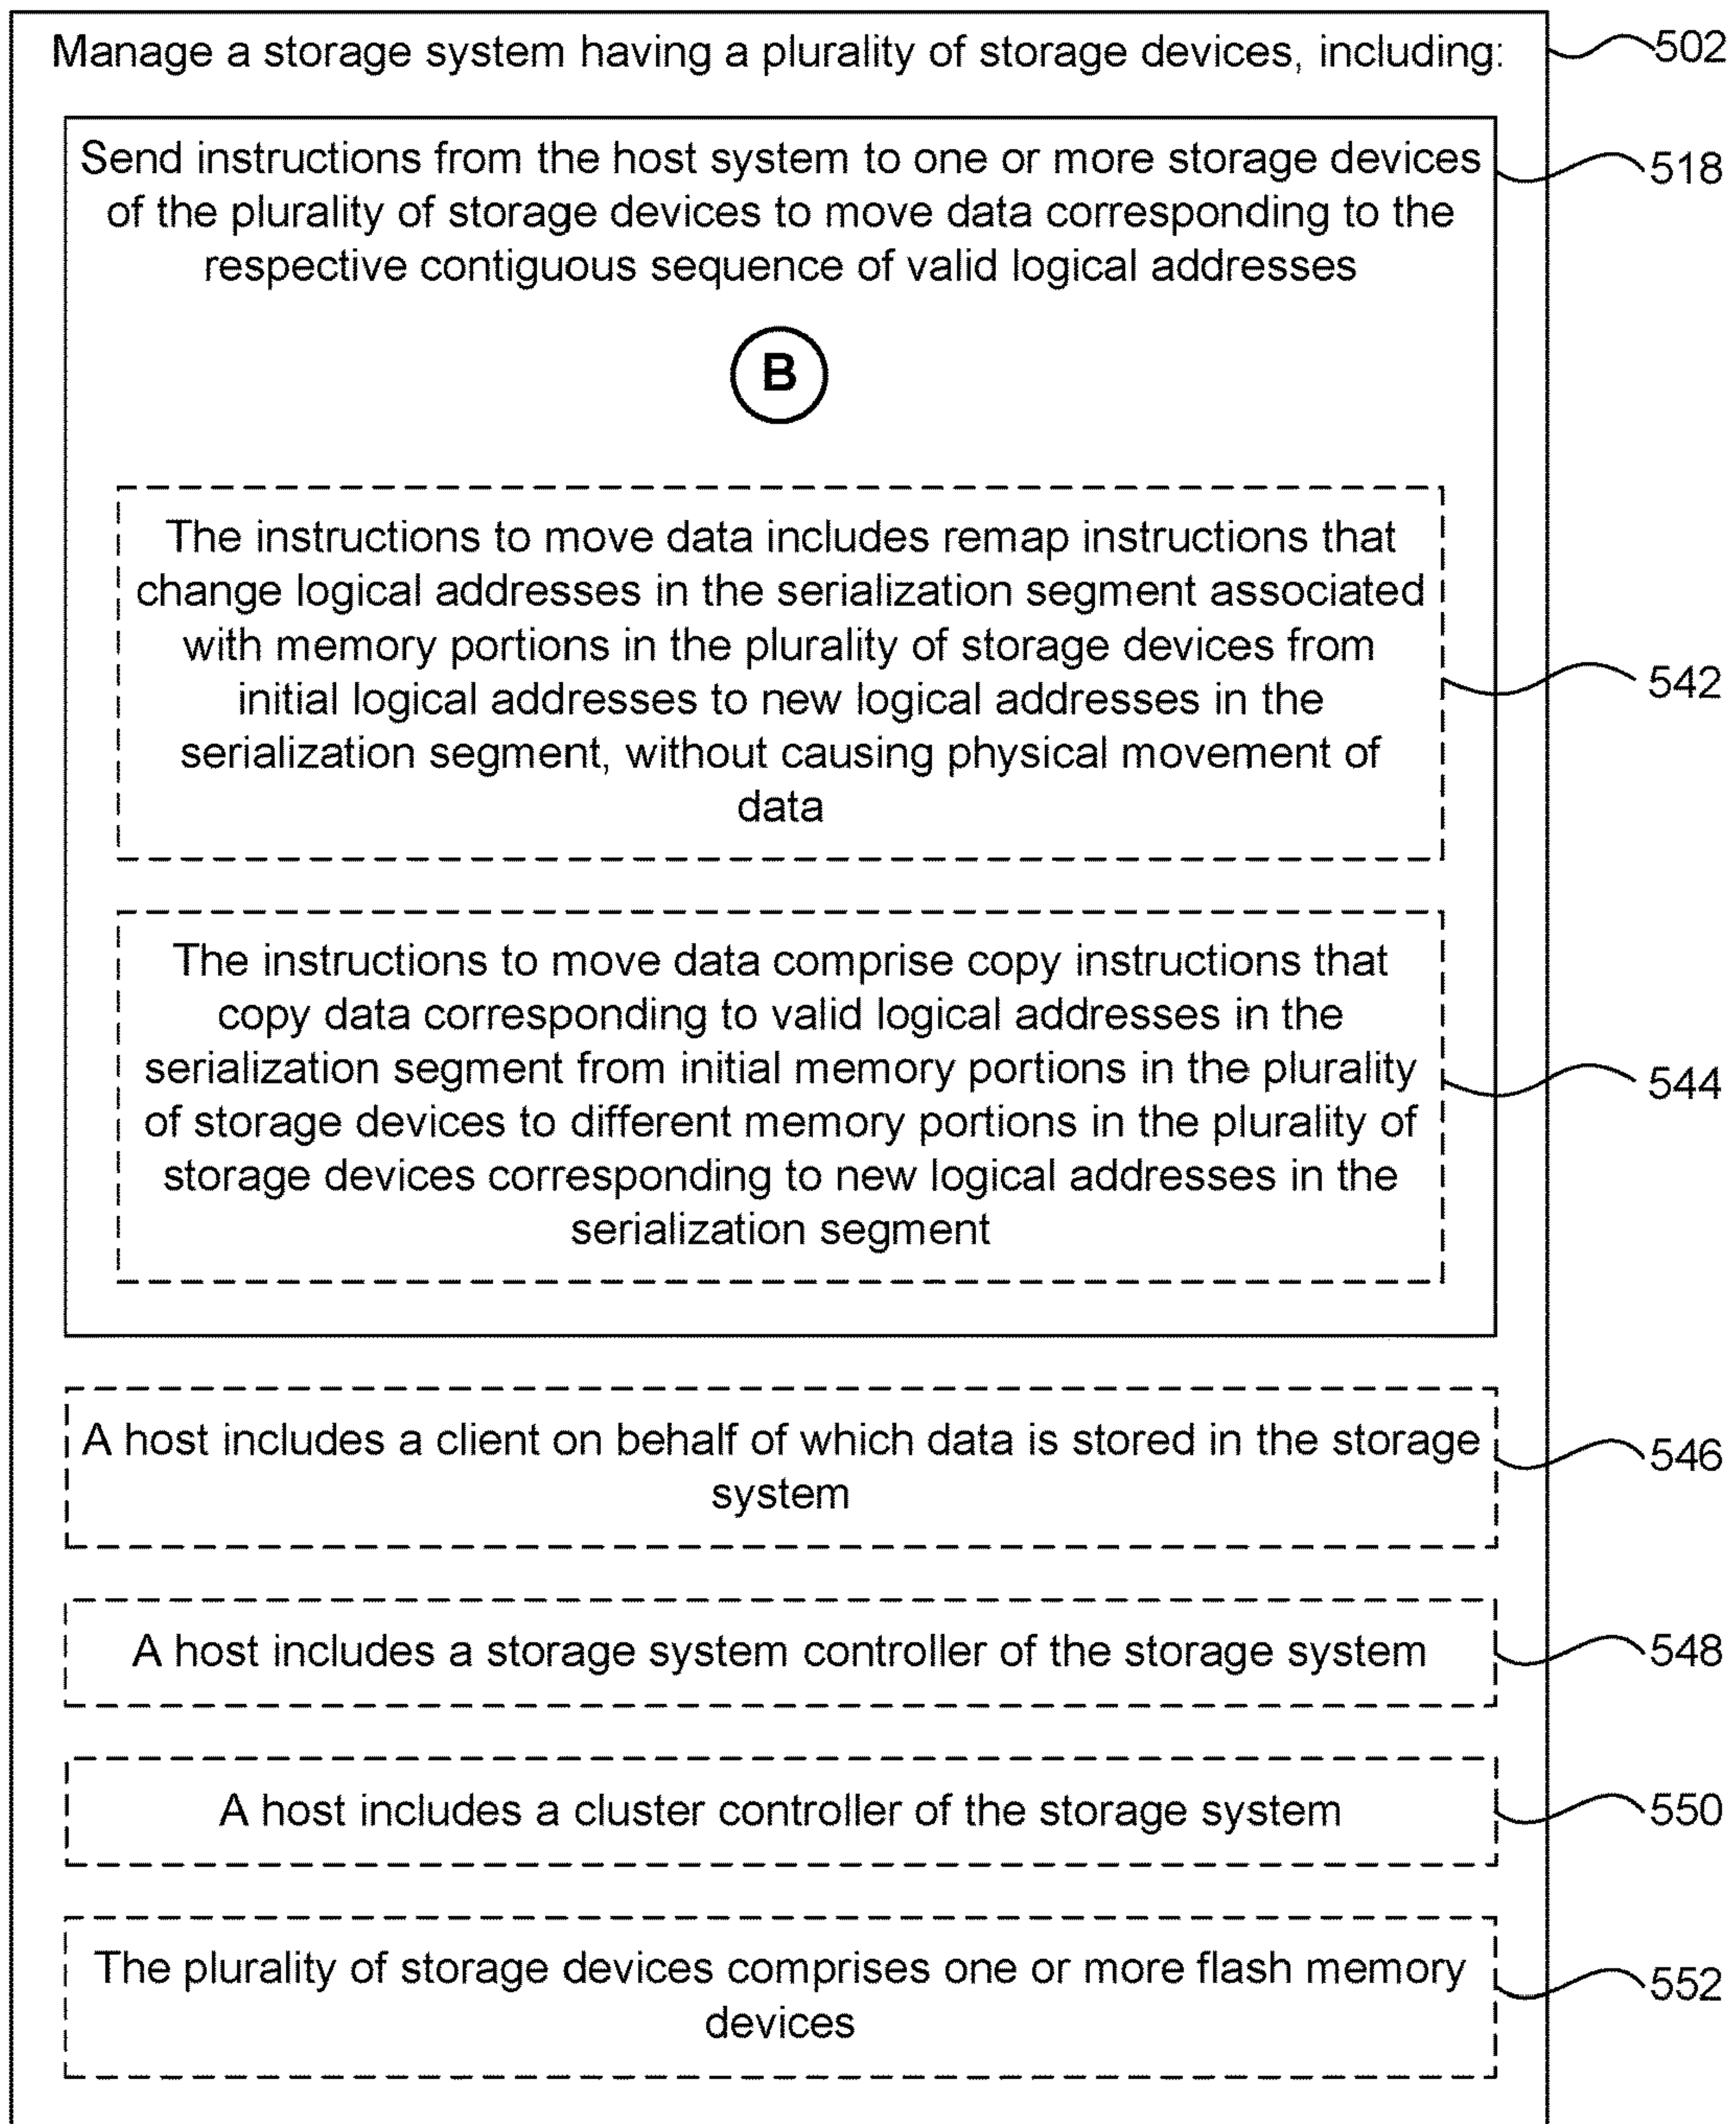 Manage a storage system having a plurality of storage devices, including:
502
Send instructions from the host system to one or more storage devices
of the plurality of storage devices to move data corresponding to the
respective contiguous sequence of valid logical addresses
518
B
The instructions to move data includes remap instructions that
change logical addresses in the serialization segment associated
with memory portions in the plurality of storage devices from
initial logical addresses to new logical addresses in the
serialization segment, without causing physical movement of
data
542
The instructions to move data comprise copy instructions that
copy data corresponding to valid logical addresses in the
serialization segment from initial memory portions in the plurality
of storage devices to different memory portions in the plurality of
storage devices corresponding to new logical addresses in the
serialization segment
544
A host includes a client on behalf of which data is stored in the storage
system
546
A host includes a storage system controller of the storage system
548
A host includes a cluster controller of the storage system
550
The plurality of storage devices comprises one or more flash memory
devices
552